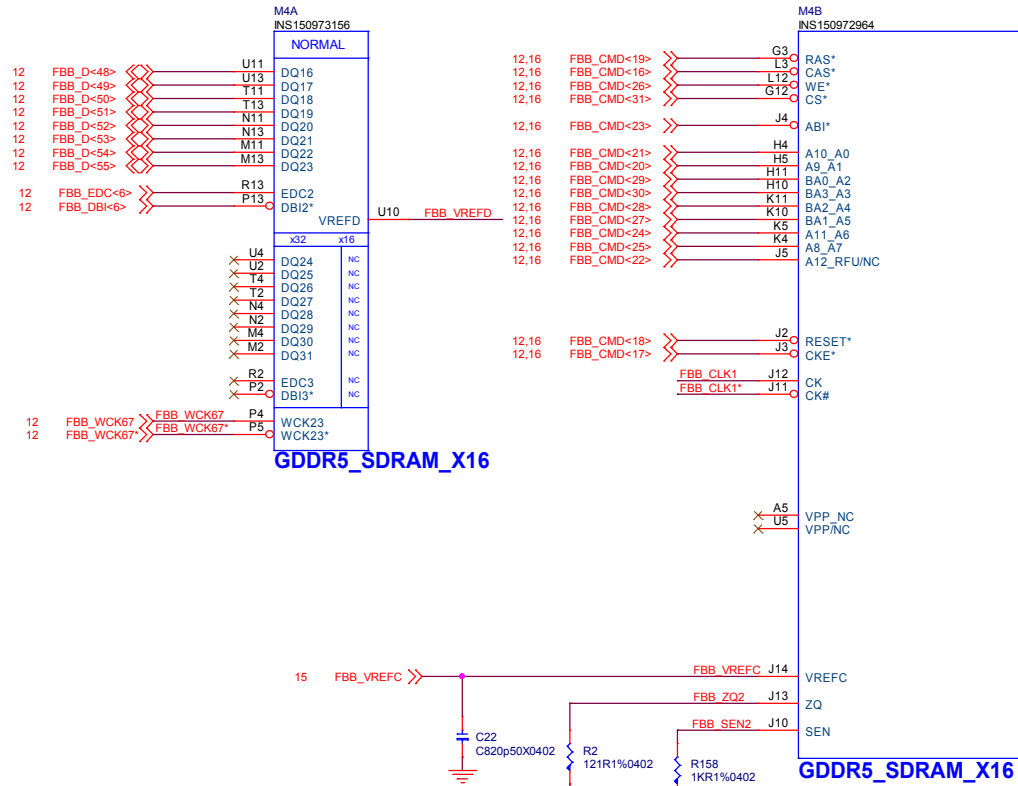 M4A
INS150973156
NORMAL
12 FBB_D<48> U11 DQ16
12 FBB_D<49> U13 DQ17
12 FBB_D<50> T11 DQ18
12 FBB_D<51> T13 DQ19
12 FBB_D<52> N11 DQ20
12 FBB_D<53> N13 DQ21
12 FBB_D<54> M11 DQ22
12 FBB_D<55> M13 DQ23
12 FBB_EDC<6> R13 EDC2
12 FBB_DBI<6> P13 DBI2*
VREFD U10 FBB_VREFD
x32 x16
U4 DQ24 NC
U2 DQ25 NC
T4 DQ26 NC
T2 DQ27 NC
N4 DQ28 NC
N2 DQ29 NC
M4 DQ30 NC
M2 DQ31 NC
R2 EDC3 NC
P2 DBI3* NC
12 FBB_WCK67 FBB_WCK67 P4 WCK23
12 FBB_WCK67* FBB_WCK67* P5 WCK23*
GDDR5_SDRAM_X16
M4B
INS150972964
12,16 FBB_CMD<19> G3 RAS*
12,16 FBB_CMD<16> L3 CAS*
12,16 FBB_CMD<26> L12 WE*
12,16 FBB_CMD<31> G12 CS*
12,16 FBB_CMD<23> J4 ABI*
12,16 FBB_CMD<21> H4 A10_A0
12,16 FBB_CMD<20> H5 A9_A1
12,16 FBB_CMD<29> H11 BA0_A2
12,16 FBB_CMD<30> H10 BA3_A3
12,16 FBB_CMD<28> K11 BA2_A4
12,16 FBB_CMD<27> K10 BA1_A5
12,16 FBB_CMD<24> K5 A11_A6
12,16 FBB_CMD<25> K4 A8_A7
12,16 FBB_CMD<22> J5 A12_RFU/NC
12,16 FBB_CMD<18> J2 RESET*
12,16 FBB_CMD<17> J3 CKE*
FBB_CLK1 J12 CK
FBB_CLK1* J11 CK#
A5 VPP_NC
U5 VPP/NC
15 FBB_VREFC FBB_VREFC J14 VREFC
FBB_ZQ2 J13 ZQ
FBB_SEN2 J10 SEN
C22
C820p50X0402
R2
121R1%0402
R158
1KR1%0402
GDDR5_SDRAM_X16